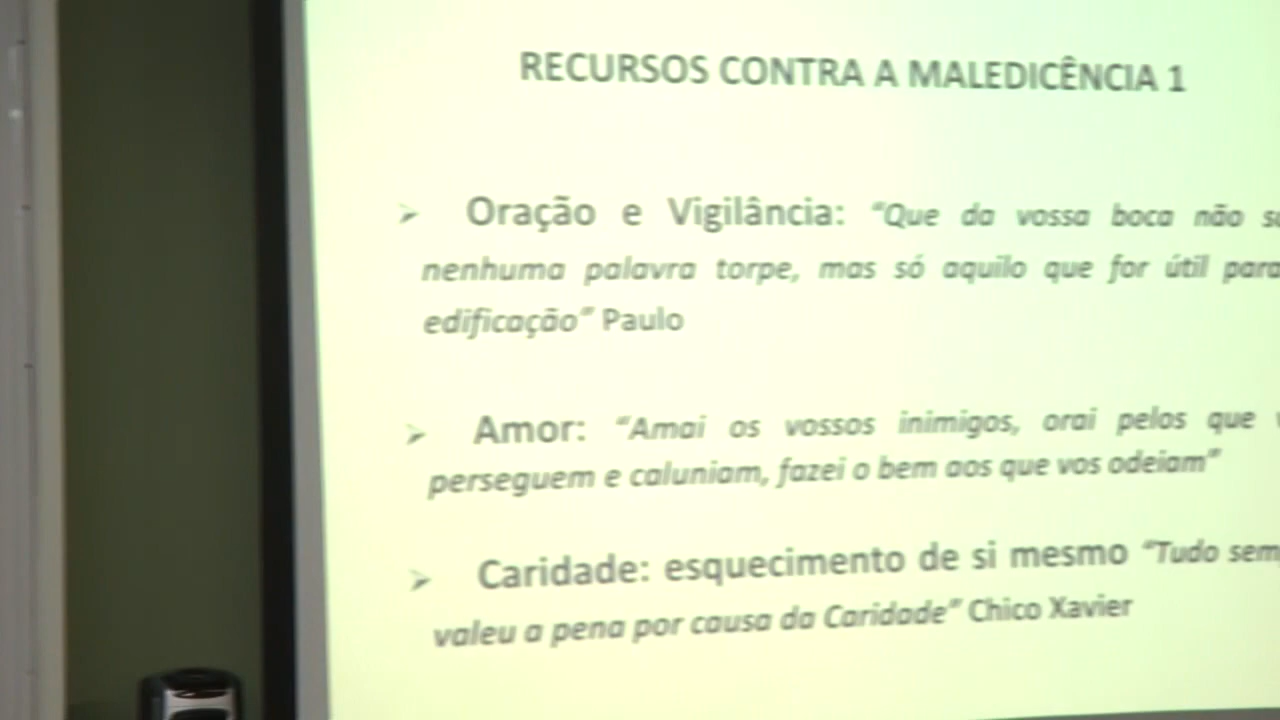 RECURSOS CONTRA A MALEDICÊNCIA 1
➢ Oração e Vigilância: "Que da vossa boca não
nenhuma palavra torpe, mas só aquilo que for útil para
edificação" Paulo
➢ Amor: "Amai os vossos inimigos, orai pelos que
perseguem e caluniam, fazei o bem aos que vos odeiam"
➢ Caridade: esquecimento de si mesmo "Tudo
valeu a pena por causa da Caridade" Chico Xavier